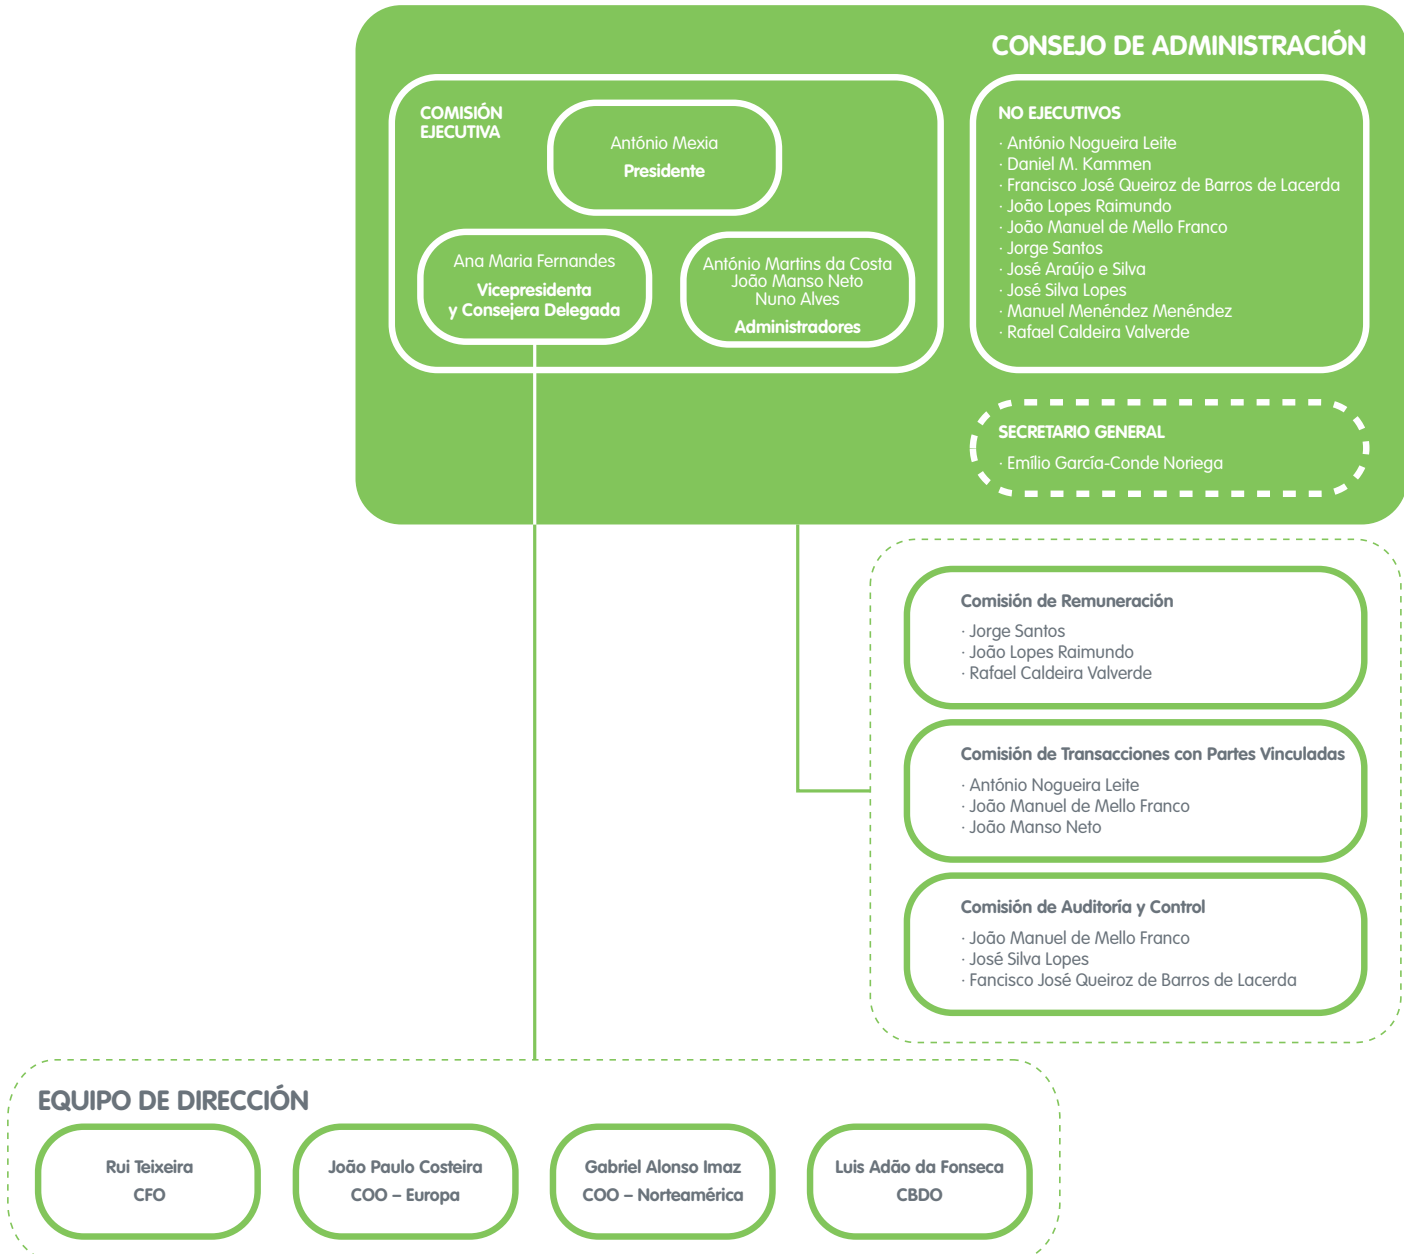 CONSEJO DE ADMINISTRACIÓN
COMISIÓN
EJECUTIVA
António Mexia
Presidente
Ana Maria Fernandes
Vicepresidenta
y Consejera Delegada
António Martins da Costa
João Manso Neto
Nuno Alves
Administradores
NO EJECUTIVOS
· António Nogueira Leite
· Daniel M. Kammen
· Francisco José Queiroz de Barros de Lacerda
· João Lopes Raimundo
· João Manuel de Mello Franco
· Jorge Santos
· José Araújo e Silva
· José Silva Lopes
· Manuel Menéndez Menéndez
· Rafael Caldeira Valverde
SECRETARIO GENERAL
· Emílio García-Conde Noriega
Comisión de Remuneración
· Jorge Santos
· João Lopes Raimundo
· Rafael Caldeira Valverde
Comisión de Transacciones con Partes Vinculadas
· António Nogueira Leite
· João Manuel de Mello Franco
· João Manso Neto
Comisión de Auditoría y Control
· João Manuel de Mello Franco
· José Silva Lopes
· Fancisco José Queiroz de Barros de Lacerda
EQUIPO DE DIRECCIÓN
Rui Teixeira
CFO
João Paulo Costeira
COO – Europa
Gabriel Alonso Imaz
COO – Norteamérica
Luis Adão da Fonseca
CBDO